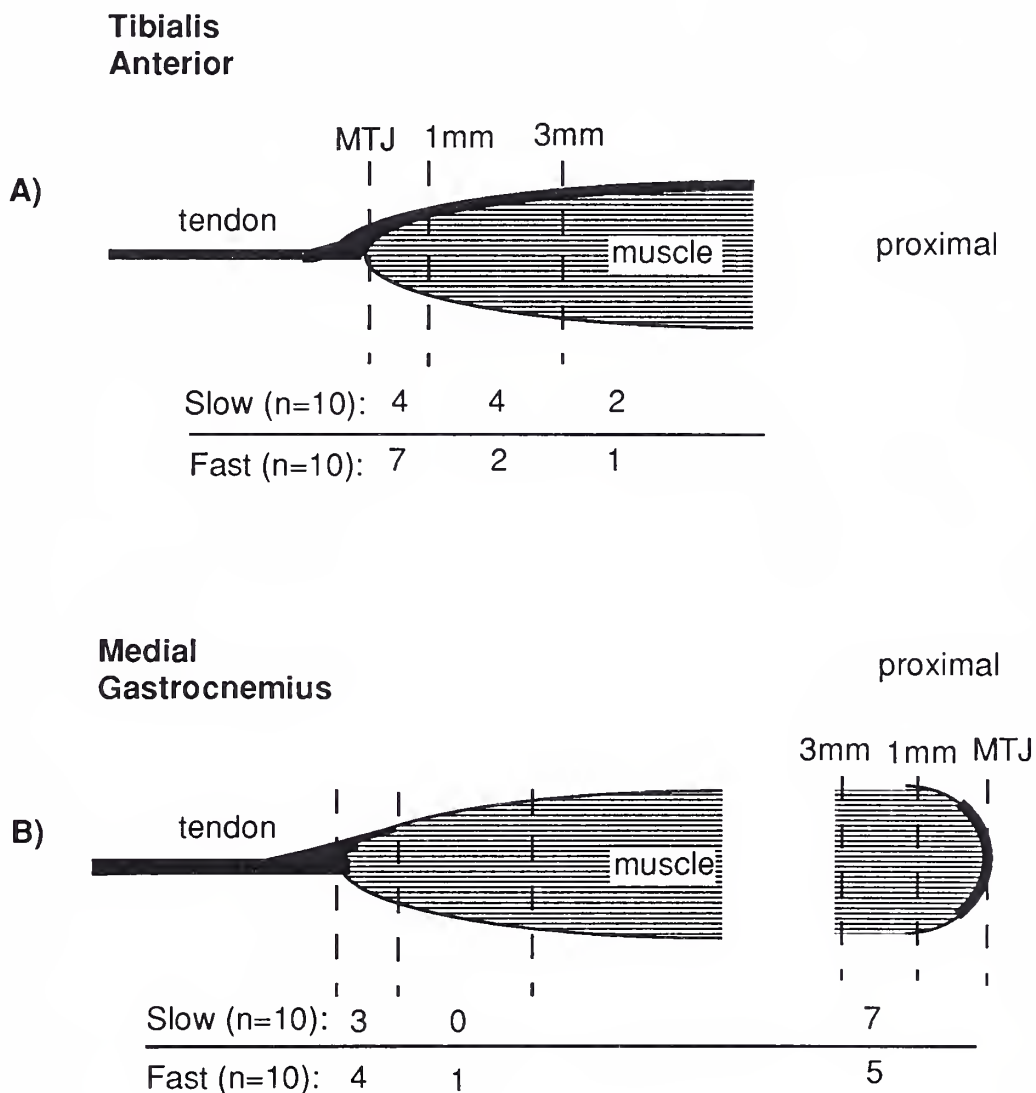 Tibialis
Anterior
MTJ 1mm 3mm
A)
tendon
muscle
proximal
Slow (n=10): 4 4 2
Fast (n=10): 7 2 1
Medial
Gastrocnemius
proximal
3mm 1mm MTJ
B)
tendon
muscle
Slow (n=10): 3 0 7
Fast (n=10): 4 1 5